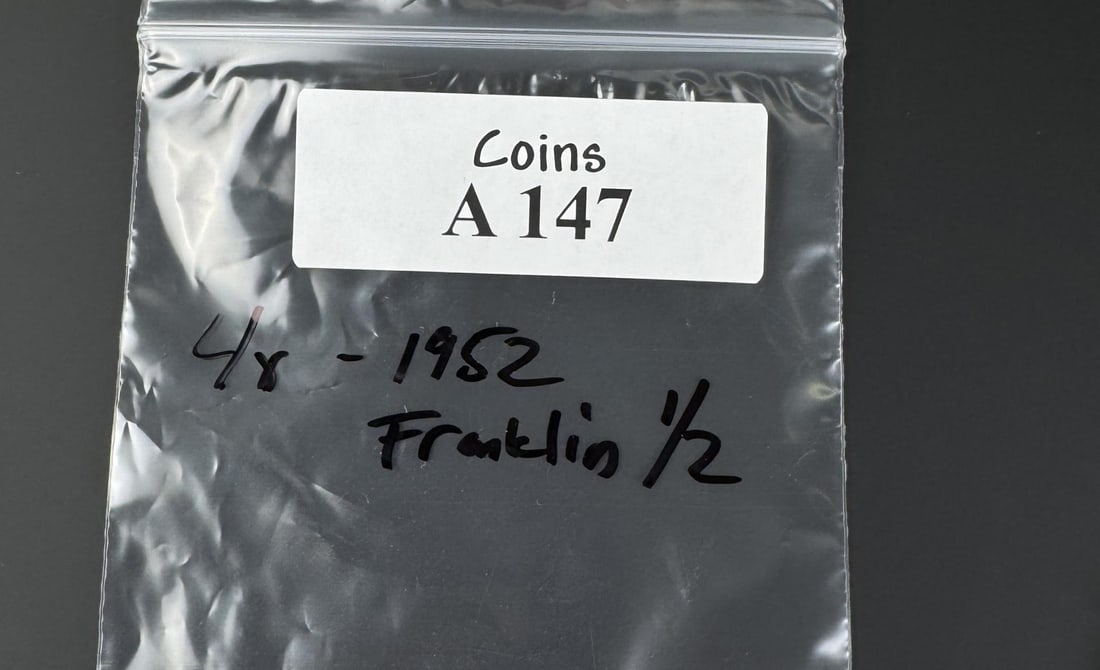 Coins
A 147
4x - 1952
Franklin 1/2